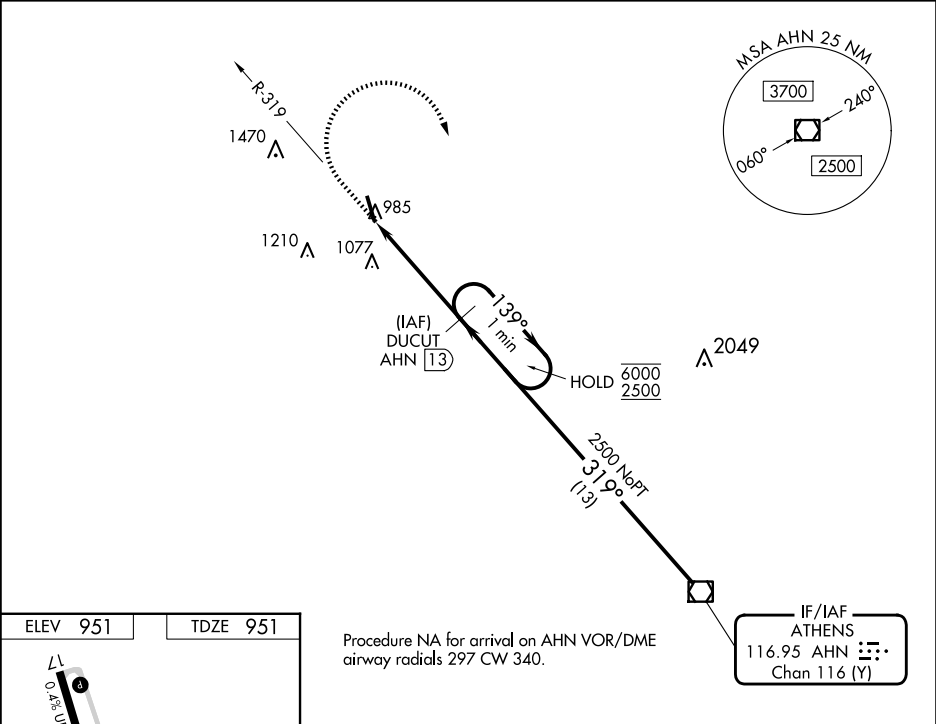 MSA AHN 25 NM
3700
240°
060°
2500
R-319
1470
985
1210
1077
(IAF)
DUCUT
AHN 13
139°
1 min
HOLD 6000
2500
2049
2500 NoPT
319°
(13)
IF/IAF
ATHENS
116.95 AHN
Chan 116 (Y)
Procedure NA for arrival on AHN VOR/DME
airway radials 297 CW 340.
ELEV 951
TDZE 951
17
P
0.4%